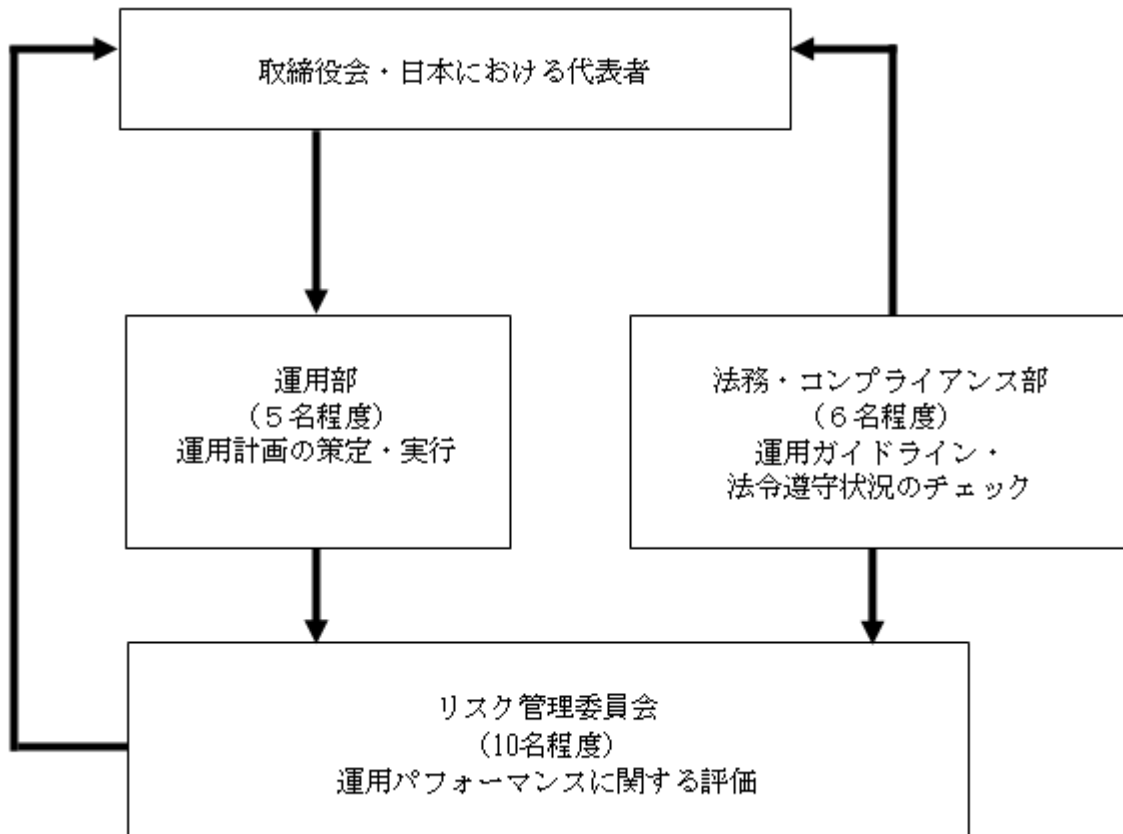 取締役会・日本における代表者
運用部
（５名程度）
運用計画の策定・実行
法務・コンプライアンス部
（６名程度）
運用ガイドライン・
法令遵守状況のチェック
リスク管理委員会
（10名程度）
運用パフォーマンスに関する評価